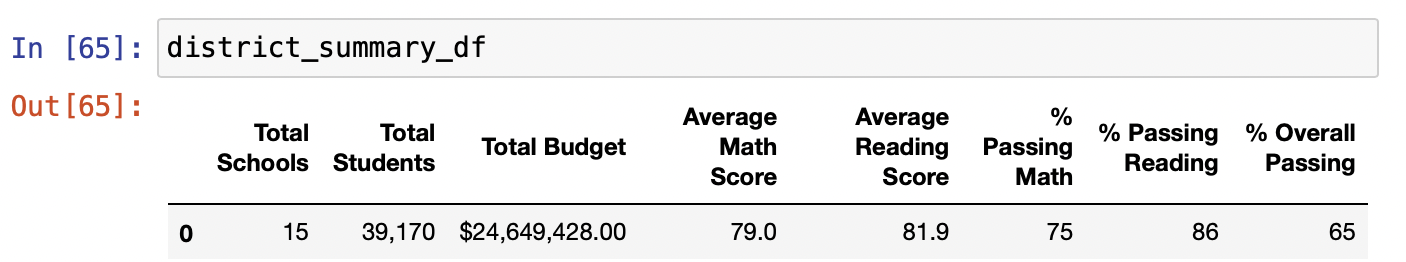 In [65]: district_summary_df
Out[65]:
Total Schools Total Students Total Budget Average Math Score Average Reading Score % Passing Math % Passing Reading % Overall Passing
0 15 39,170 $24,649,428.00 79.0 81.9 75 86 65